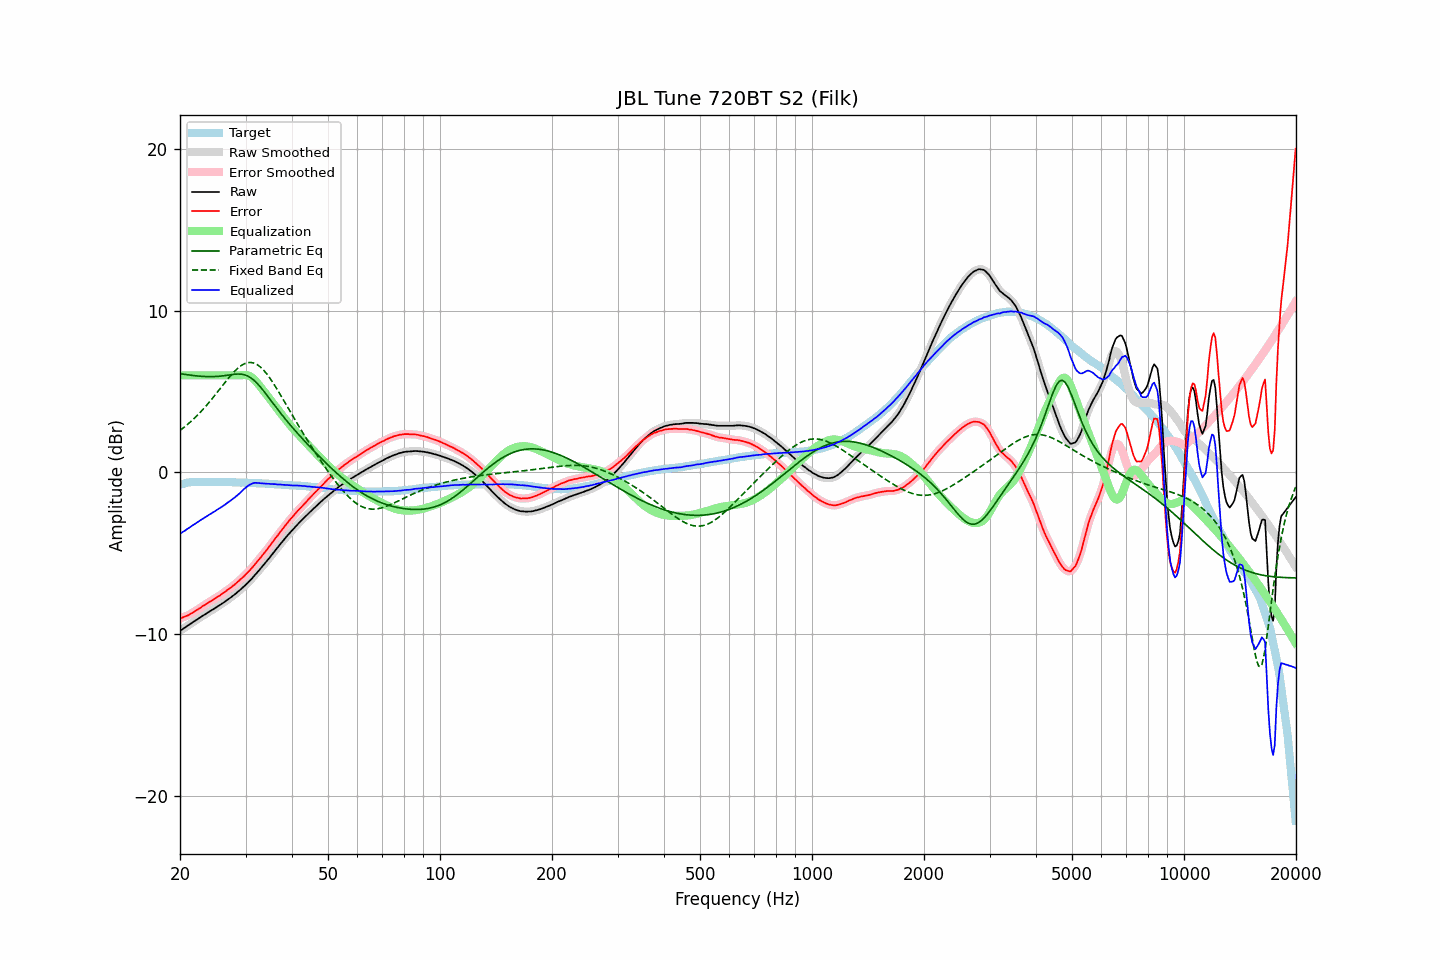 JBL Tune 720BT S2 (Filk)
Target
Raw Smoothed
Error Smoothed
Raw
Error
Equalization
Parametric Eq
Fixed Band Eq
Equalized
Amplitude (dBr)
20
10
0
−10
−20
20 50 100 200 500 1000 2000 5000 10000 20000
Frequency (Hz)